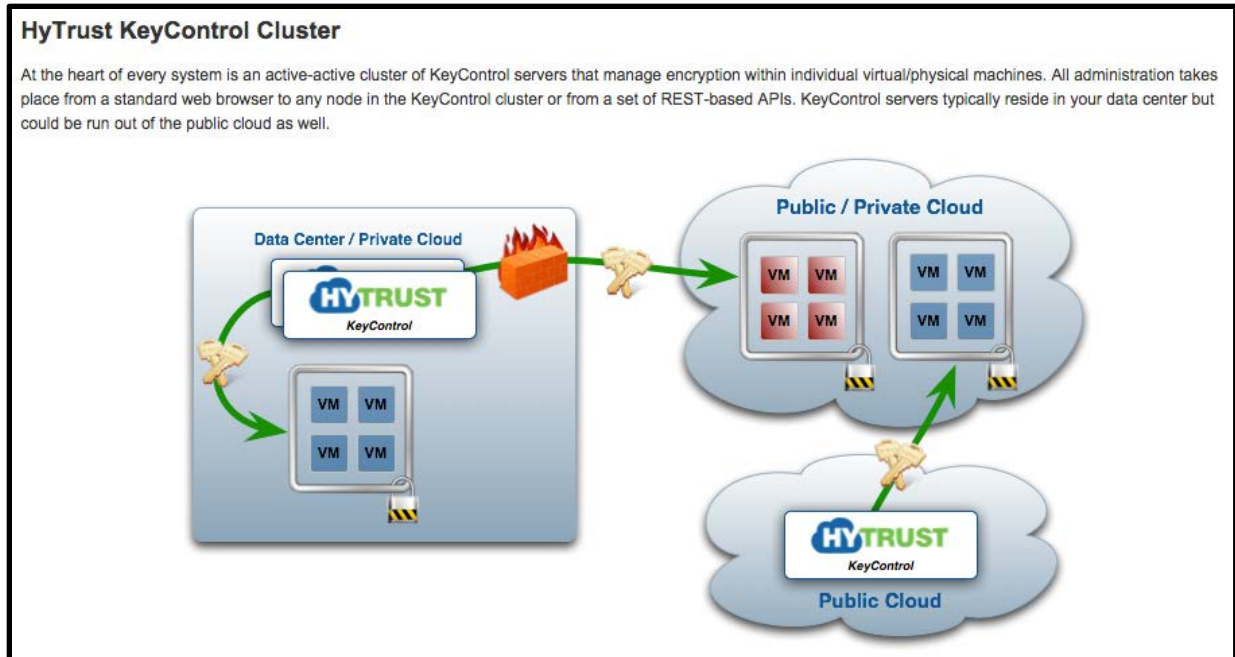 HyTrust KeyControl Cluster
At the heart of every system is an active-active cluster of KeyControl servers that manage encryption within individual virtual/physical machines. All administration takes
place from a standard web browser to any node in the KeyControl cluster or from a set of REST-based APIs. KeyControl servers typically reside in your data center but
could be run out of the public cloud as well.
Data Center / Private Cloud
HYTRUST
KeyControl
VM VM
VM VM
Public / Private Cloud
VM VM VM VM
VM VM VM VM
HYTRUST
KeyControl
Public Cloud